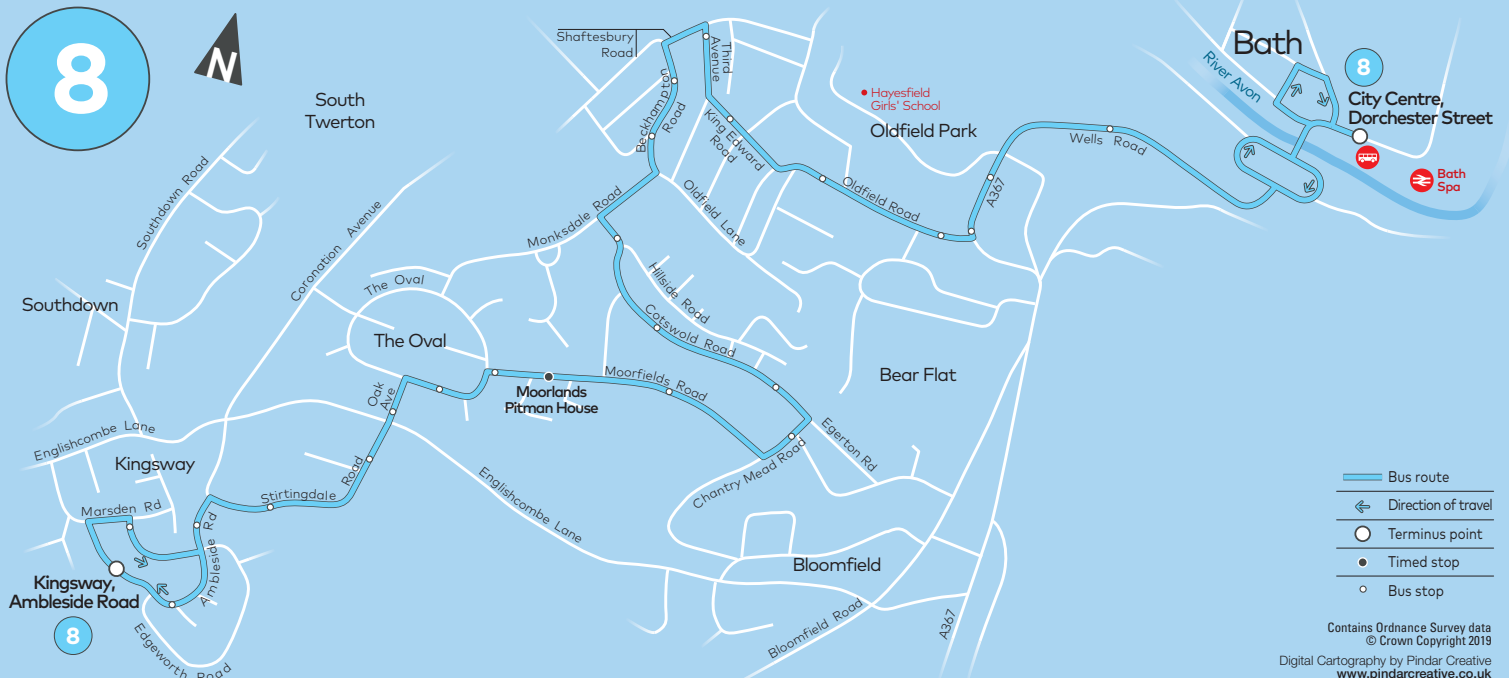 8
N
Shaftesbury
Road
Third
Avenue
Beckhampton
Road
King Edward
Road
Hayesfield
Girls' School
Oldfield Park
Bath
River Avon
8
City Centre,
Dorchester Street
Bath
Spa
Wells Road
A367
Oldfield Road
South
Twerton
Southdown Road
Coronation Avenue
Monksdale Road
Oldfield Lane
Hillside Road
Cotswold Road
Southdown
The Oval
The Oval
Moorlands
Pitman House
Moorfields Road
Bear Flat
Oak
Ave
Egerton Rd
Chantry Mead Road
Englishcombe Lane
Kingsway
Stirtingdale
Road
Marsden Rd
Ambleside Rd
Englishcombe Lane
Kingsway,
Ambleside Road
8
Edgeworth Road
Bloomfield
Bloomfield Road
A367
Bus route
Direction of travel
Terminus point
Timed stop
Bus stop
Contains Ordnance Survey data
© Crown Copyright 2019
Digital Cartography by Pindar Creative
www.pindarcreative.co.uk